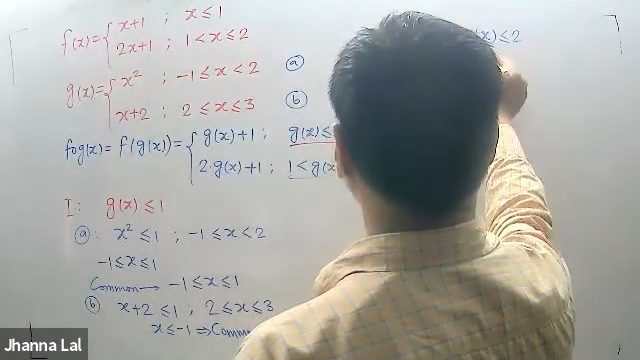 f(x) = { x+1 ; x ≤ 1
2x+1 ; 1 < x ≤ 2
g(x) = { x² ; -1 ≤ x < 2
x+2 ; 2 ≤ x ≤ 3
fog(x) = f(g(x)) = { g(x)+1 ; g(x) ≤
2·g(x)+1 ; 1 < g(x
I: g(x) ≤ 1
ⓐ: x² ≤ 1 ; -1 ≤ x < 2
-1 ≤ x ≤ 1
Common → -1 ≤ x ≤ 1
ⓑ x+2 ≤ 1 ; 2 ≤ x ≤ 3
x ≤ -1 ⇒ Comm
ⓐ
ⓑ
(x) ≤ 2
Jhanna Lal